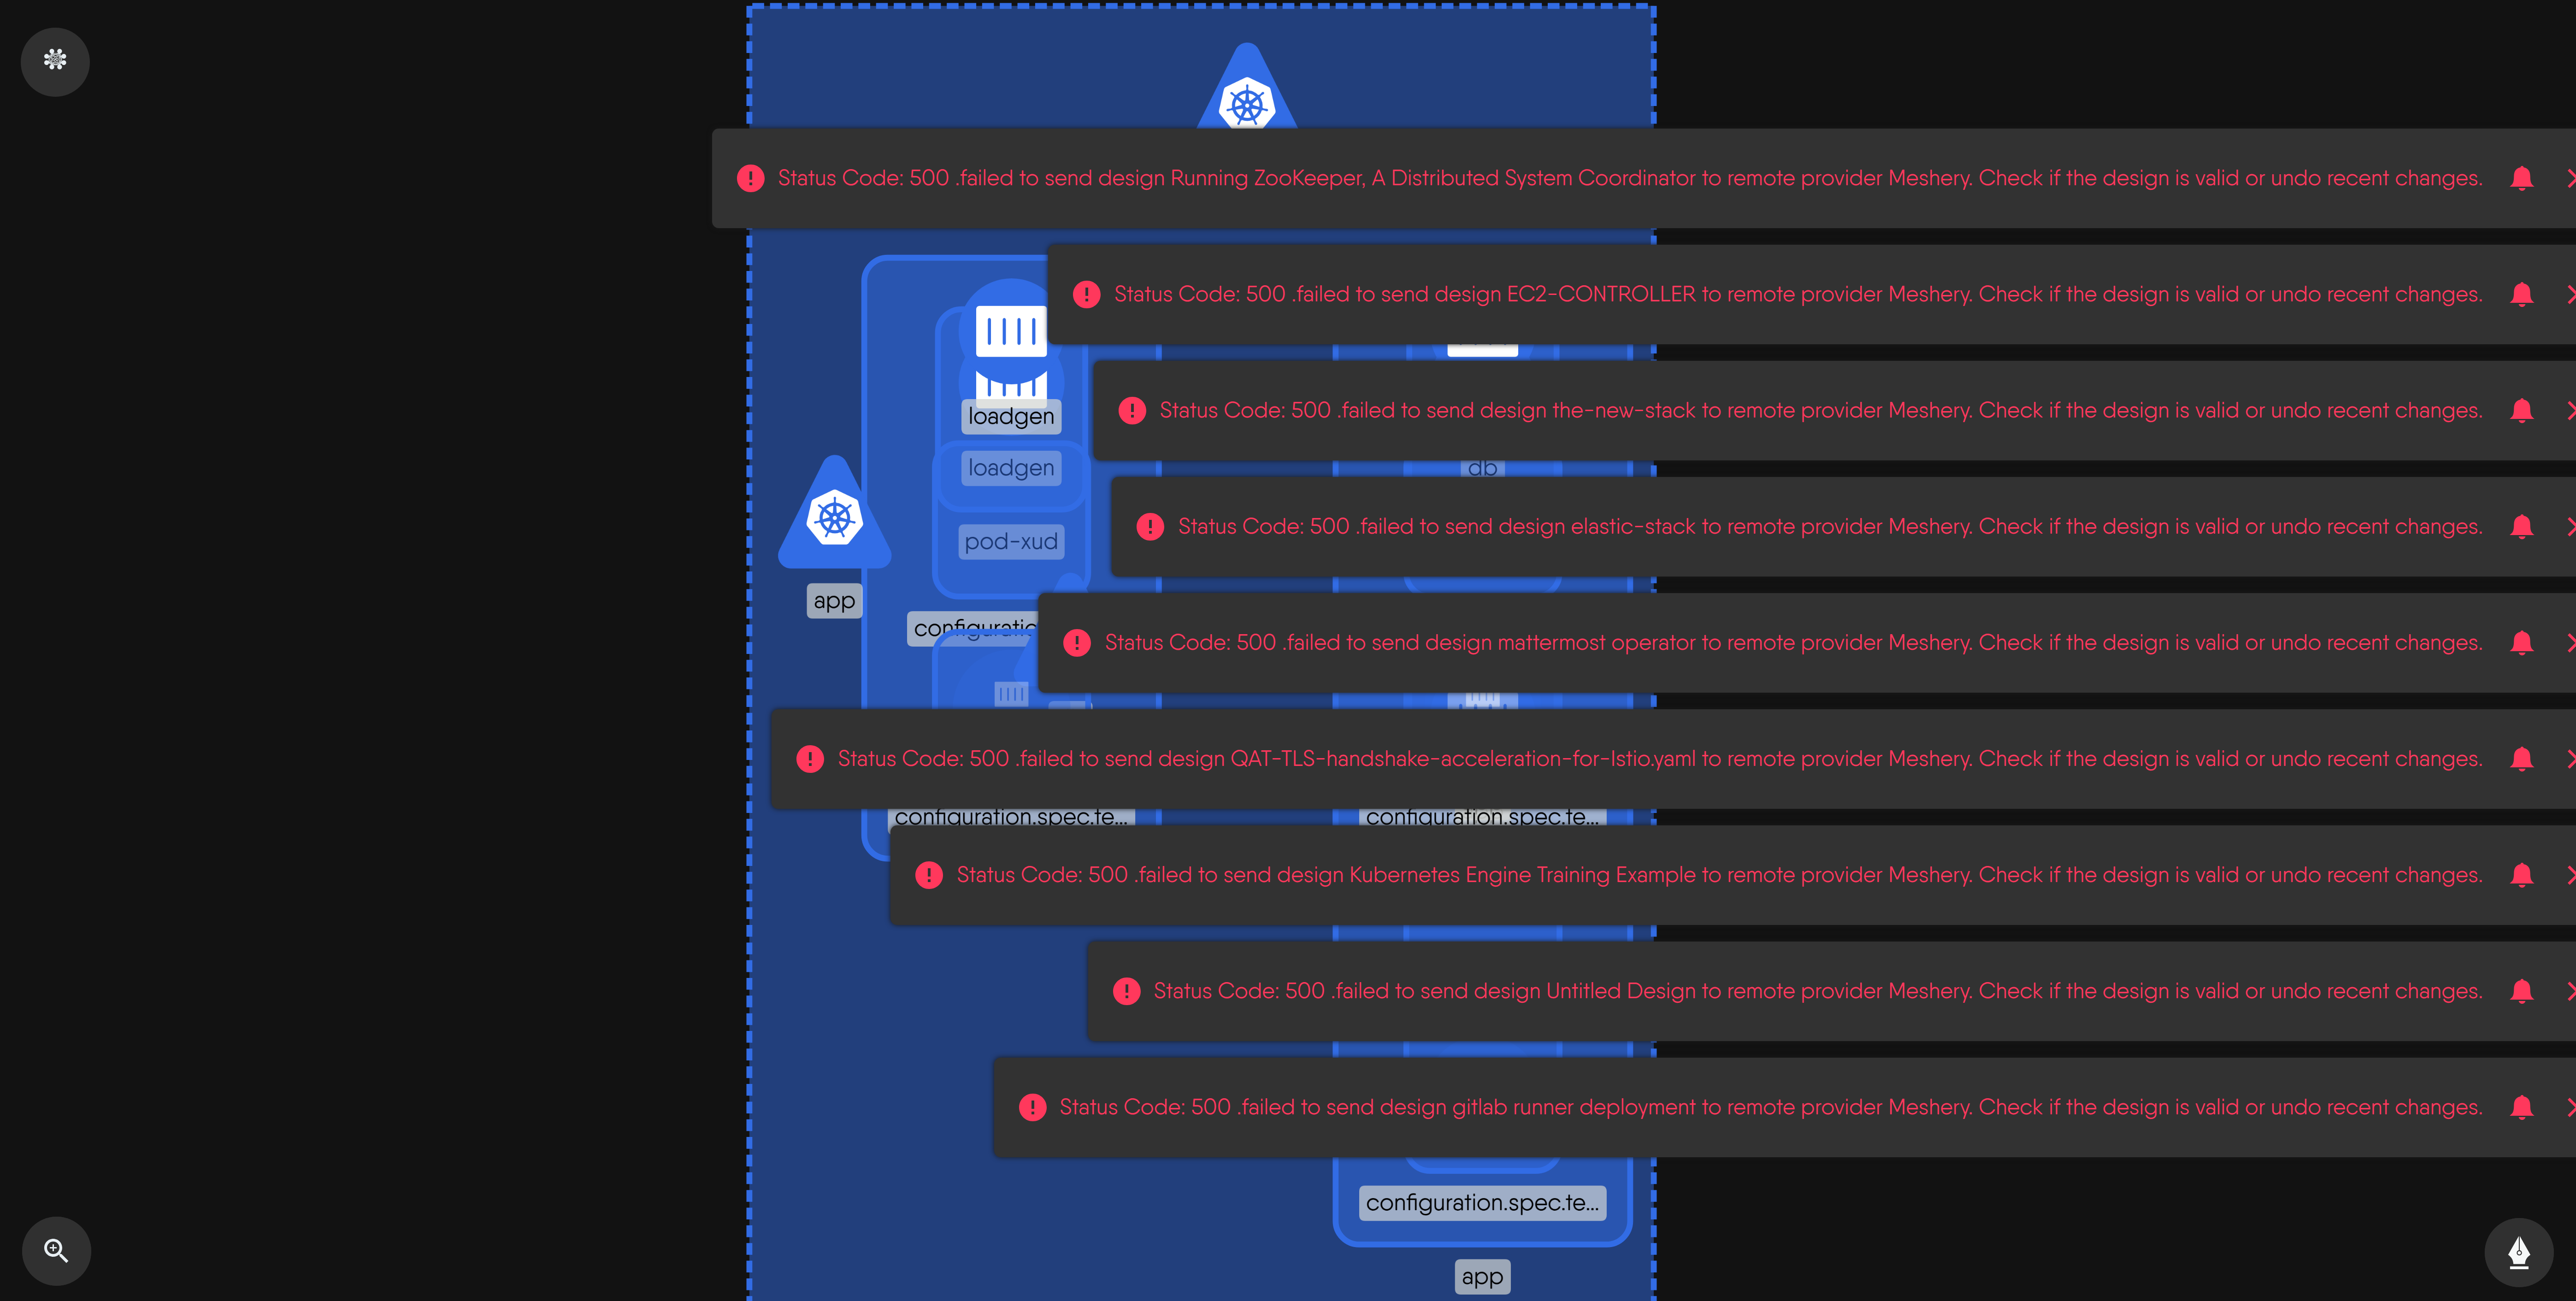 Status Code: 500 .failed to send design Running ZooKeeper, A Distributed System Coordinator to remote provider Meshery. Check if the design is valid or undo recent changes.
Status Code: 500 .failed to send design EC2-CONTROLLER to remote provider Meshery. Check if the design is valid or undo recent changes.
Status Code: 500 .failed to send design the-new-stack to remote provider Meshery. Check if the design is valid or undo recent changes.
loadgen
loadgen
db
Status Code: 500 .failed to send design elastic-stack to remote provider Meshery. Check if the design is valid or undo recent changes.
pod-xud
app
configuratio
Status Code: 500 .failed to send design mattermost operator to remote provider Meshery. Check if the design is valid or undo recent changes.
Status Code: 500 .failed to send design QAT-TLS-handshake-acceleration-for-Istio.yaml to remote provider Meshery. Check if the design is valid or undo recent changes.
configuration.spec.te...
configuration.spec.te...
Status Code: 500 .failed to send design Kubernetes Engine Training Example to remote provider Meshery. Check if the design is valid or undo recent changes.
Status Code: 500 .failed to send design Untitled Design to remote provider Meshery. Check if the design is valid or undo recent changes.
Status Code: 500 .failed to send design gitlab runner deployment to remote provider Meshery. Check if the design is valid or undo recent changes.
configuration.spec.te...
app